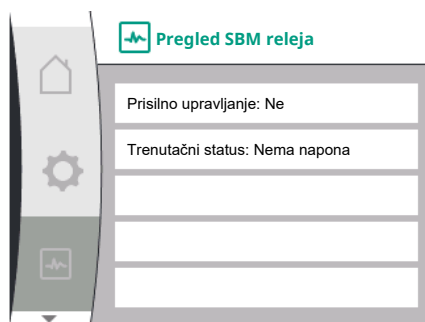 Pregled SBM releja
Prisilno upravljanje: Ne
Trenutačni status: Nema napona